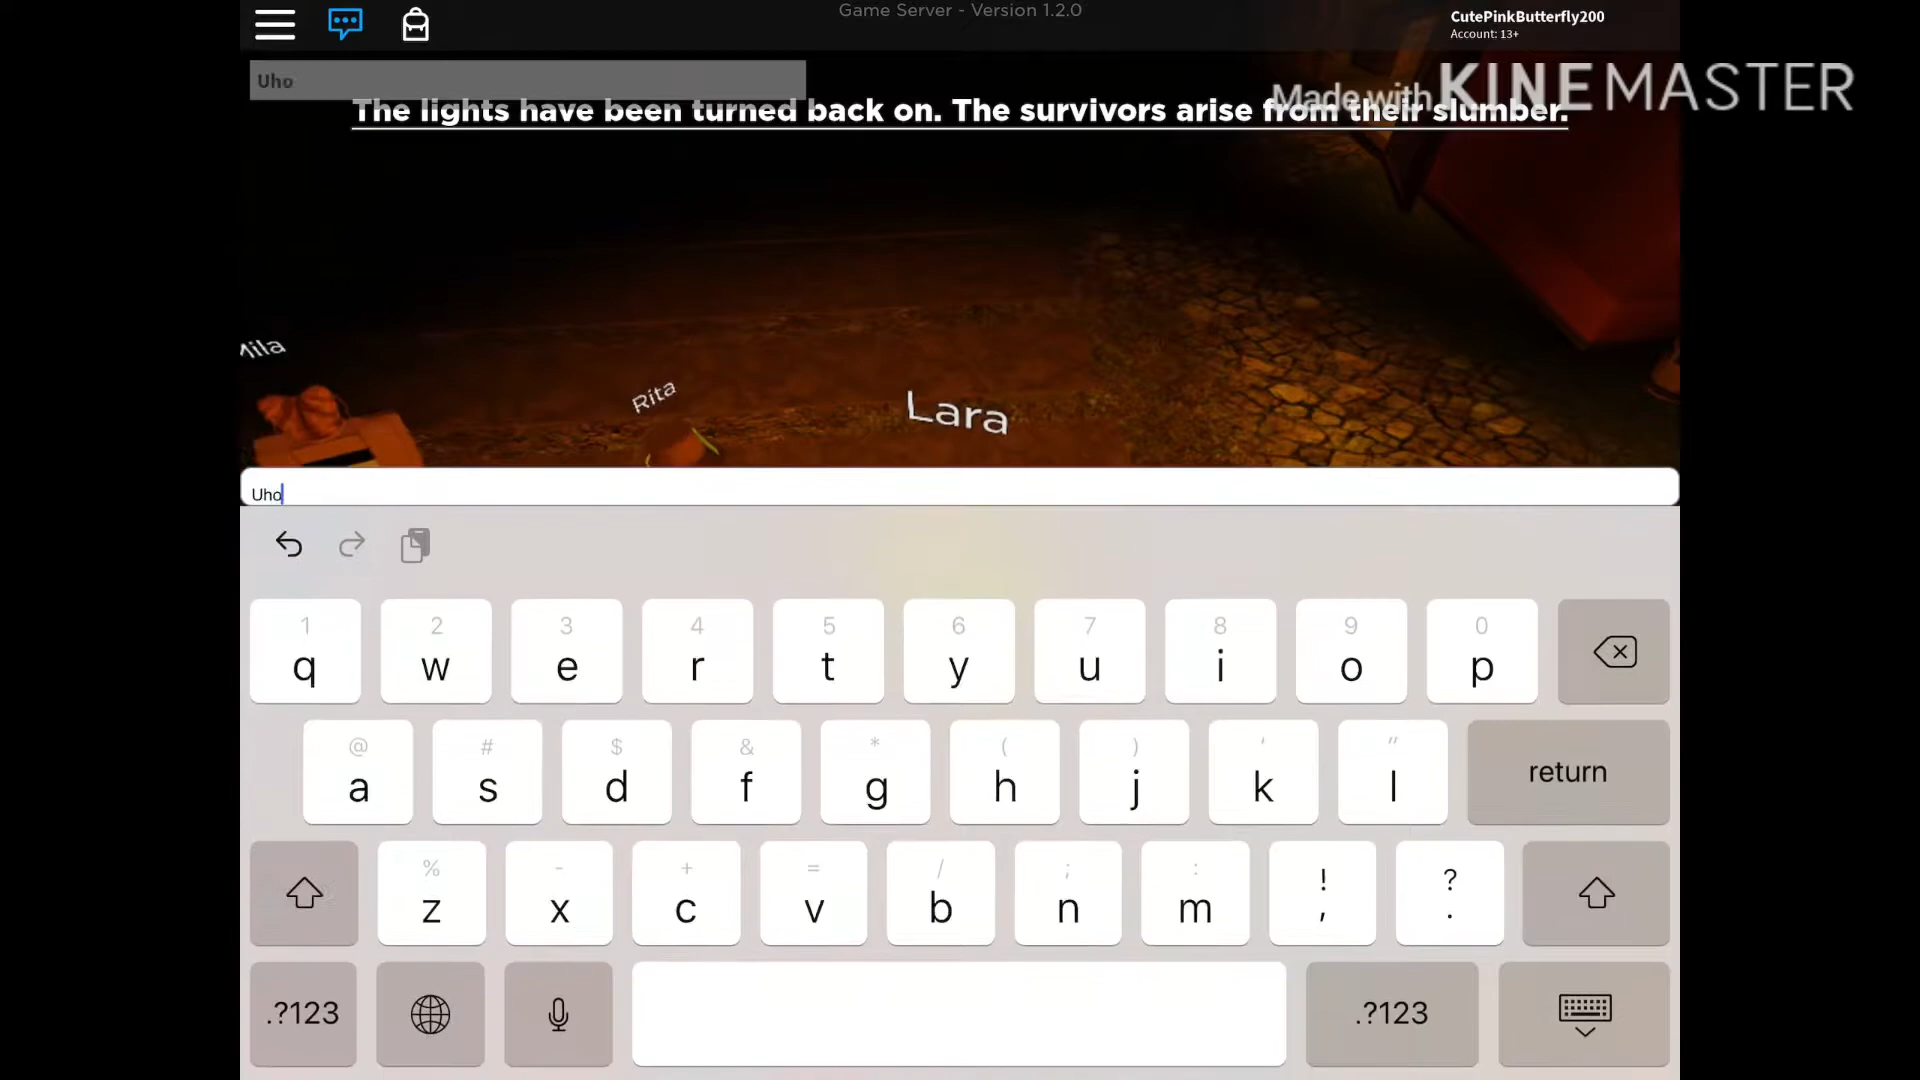 Game Server - Version 1.2.0
CutePinkButterfly200
Account: 13+
Uho
Made with KINEMASTER
The lights have been turned back on. The survivors arise from their slumber.
Mila
Rita
Lara
Uho
1 2 3 4 5 6 7 8 9 0
q w e r t y u i o p
@ # $ & * ( ) ' "
a s d f g h j k l return
% - + = / ; : ! ?
z x c v b n m , .
.?123 .?123